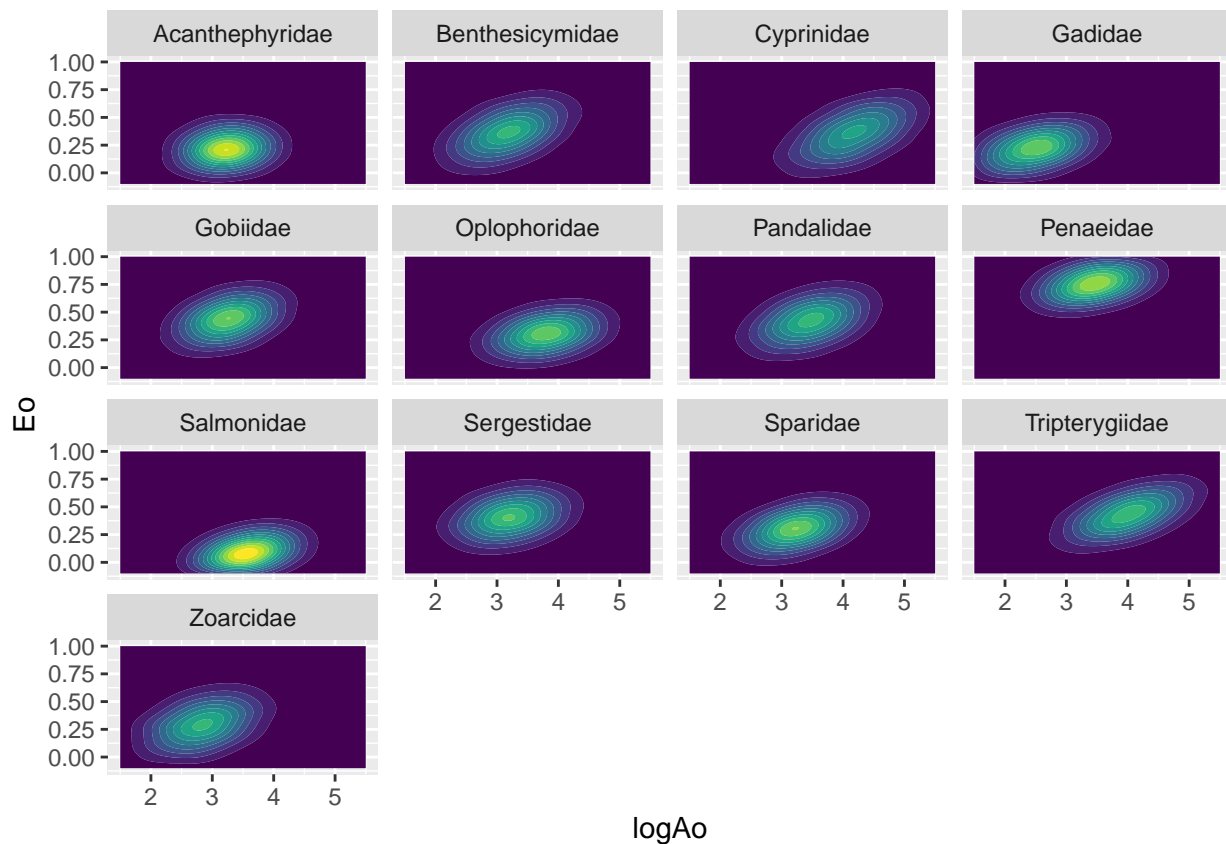 Acanthephyridae Benthesicymidae Cyprinidae Gadidae
1.00
0.75
0.50
0.25
0.00
Gobiidae Oplophoridae Pandalidae Penaeidae
1.00
0.75
0.50
0.25
0.00
Eo
Salmonidae Sergestidae Sparidae Tripterygiidae
1.00
0.75
0.50
0.25
0.00
2 3 4 5 2 3 4 5 2 3 4 5
Zoarcidae
1.00
0.75
0.50
0.25
0.00
2 3 4 5
logAo